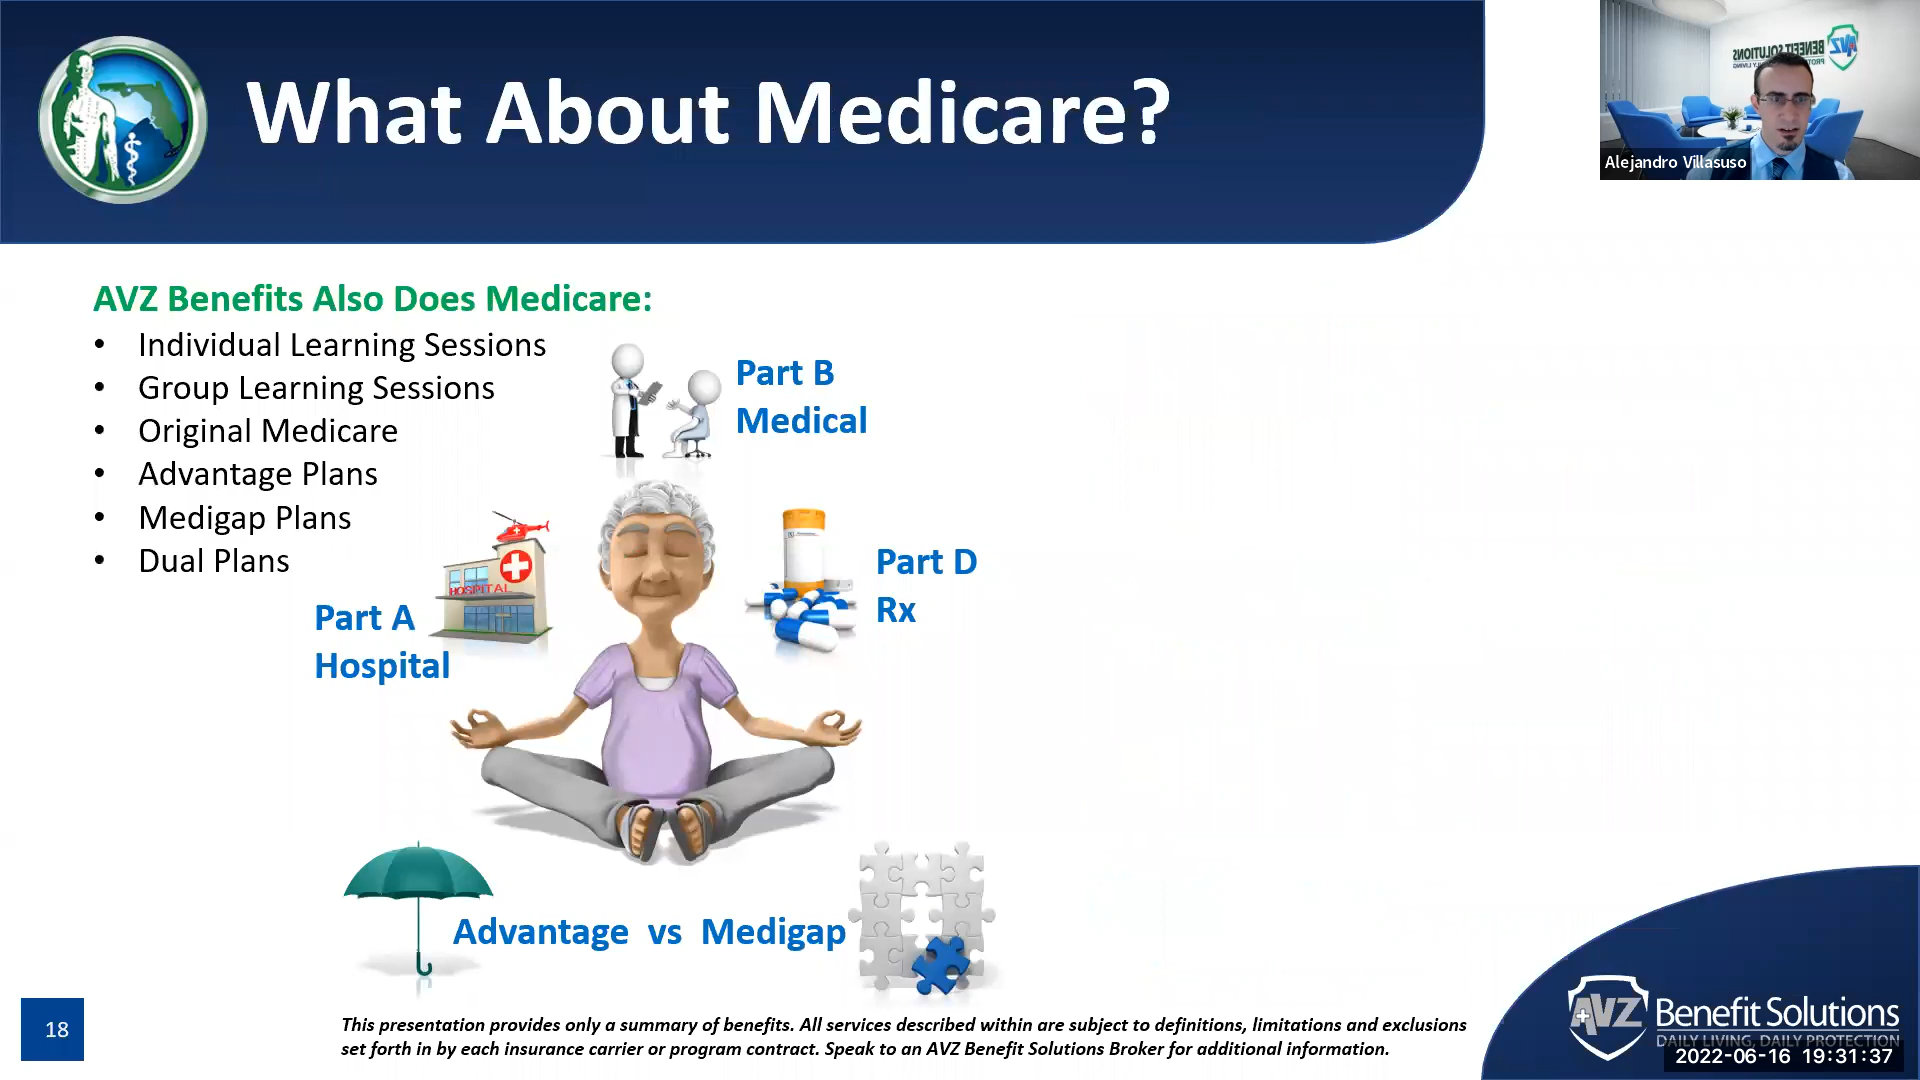 What About Medicare?
AVZ BENEFIT SOLUTIONS
Alejandro Villasuso
AVZ Benefits Also Does Medicare:
• Individual Learning Sessions
• Group Learning Sessions
• Original Medicare
• Advantage Plans
• Medigap Plans
• Dual Plans
Part B
Medical
HOSPITAL
Part A
Hospital
Part D
Rx
Advantage vs Medigap
18
This presentation provides only a summary of benefits. All services described within are subject to definitions, limitations and exclusions
set forth in by each insurance carrier or program contract. Speak to an AVZ Benefit Solutions Broker for additional information.
AVZ Benefit Solutions
DAILY LIVING, DAILY PROTECTION
2022-06-16 19:31:37